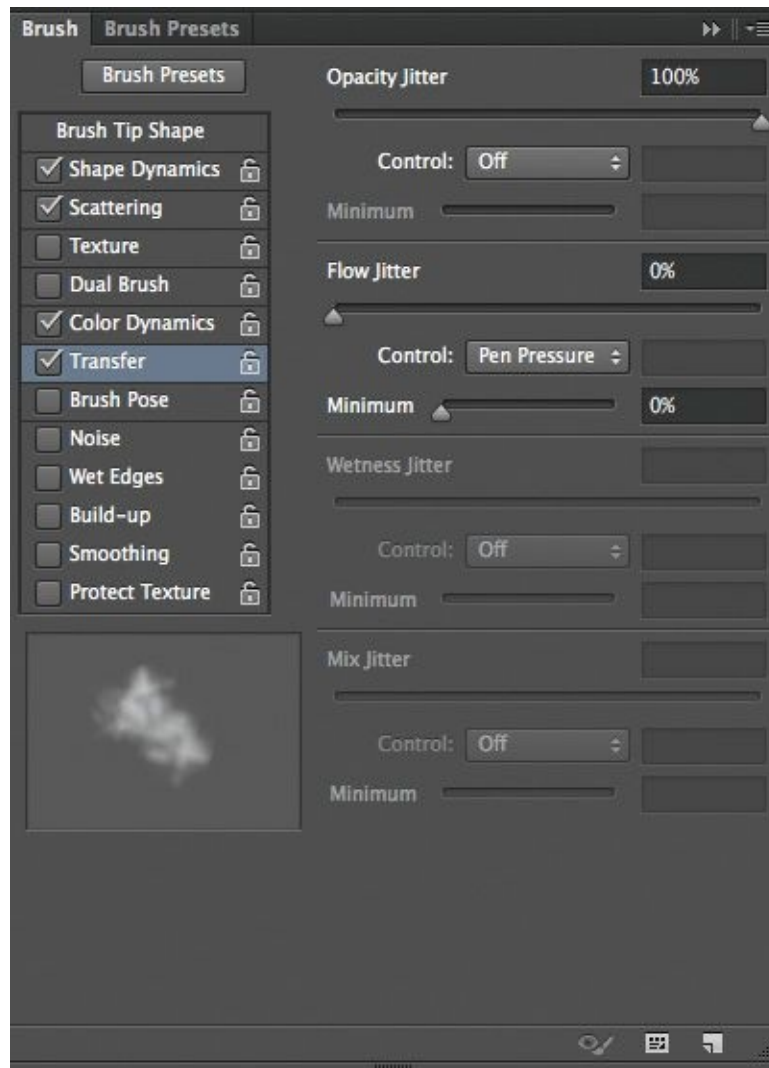 Brush Brush Presets
Brush Presets
Brush Tip Shape
Shape Dynamics
Scattering
Texture
Dual Brush
Color Dynamics
Transfer
Brush Pose
Noise
Wet Edges
Build-up
Smoothing
Protect Texture
Opacity Jitter 100%
Control: Off
Minimum
Flow Jitter 0%
Control: Pen Pressure
Minimum 0%
Wetness Jitter
Control: Off
Minimum
Mix Jitter
Control: Off
Minimum